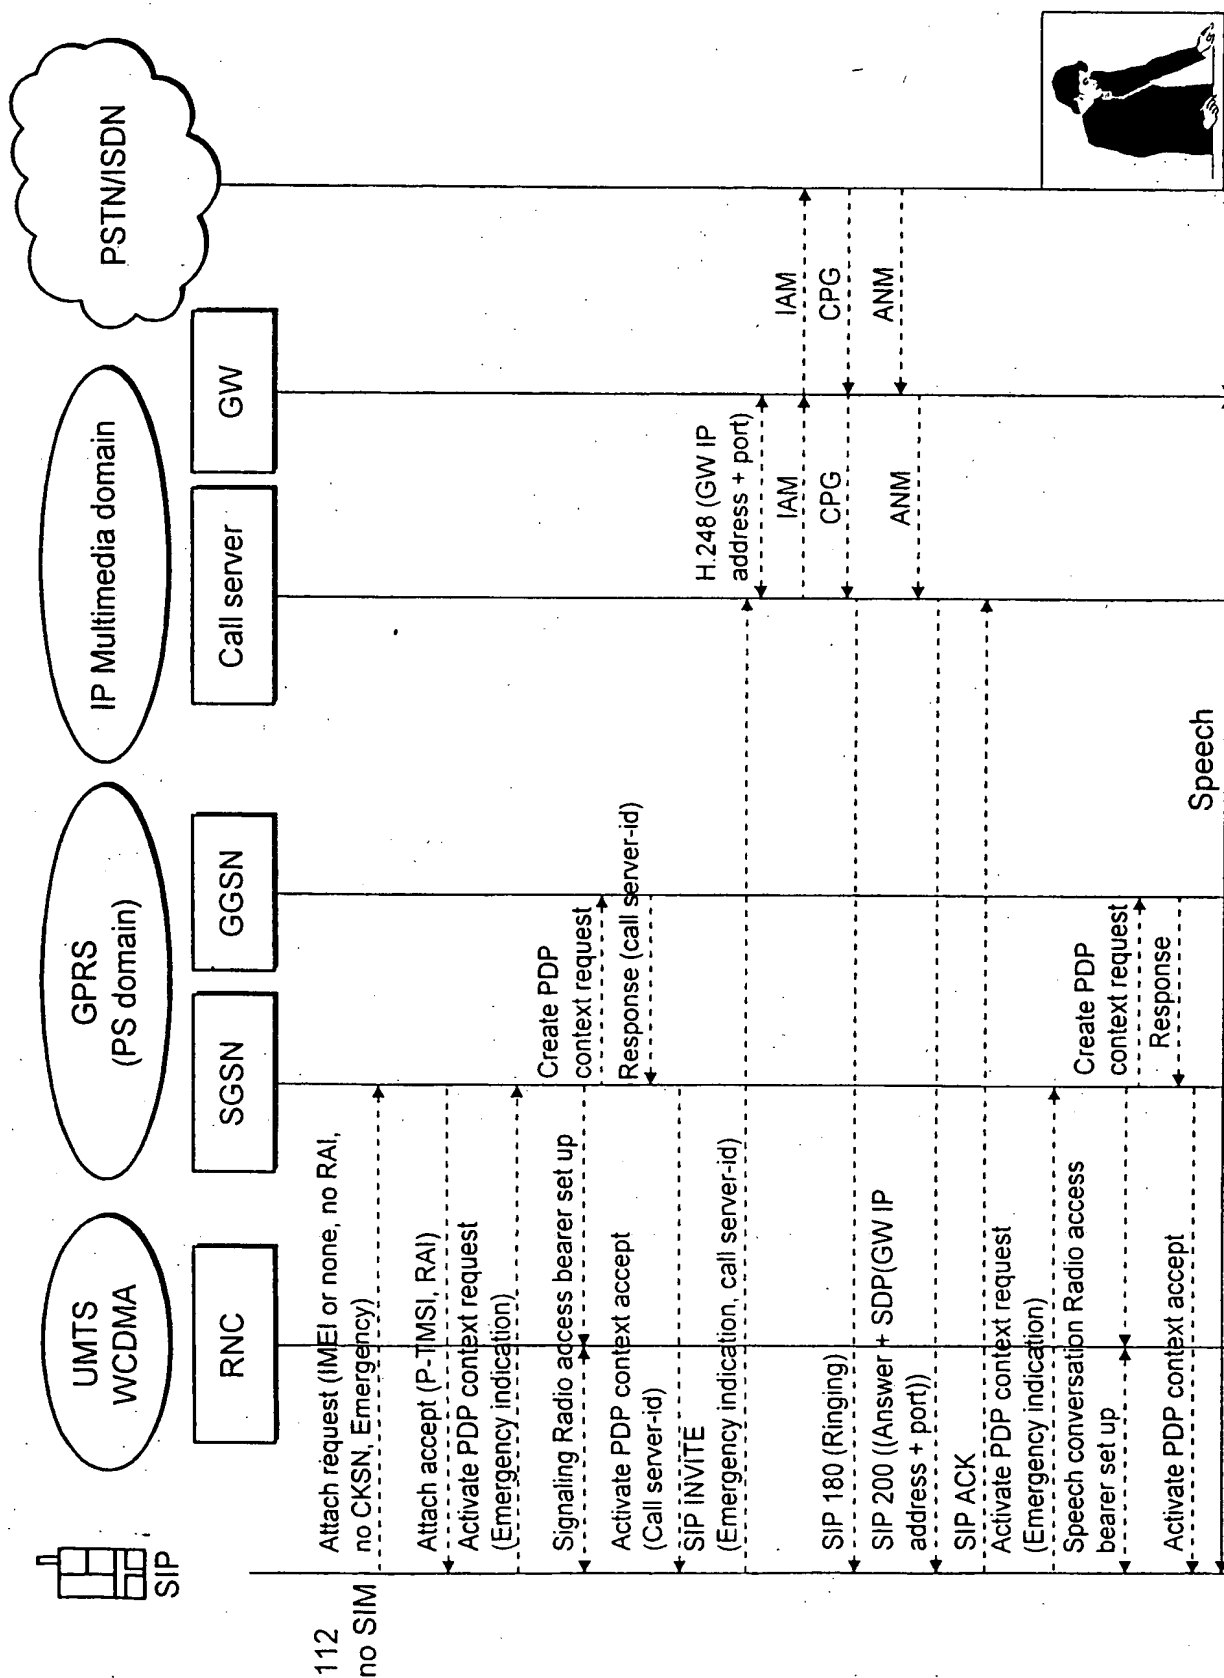 SIP
UMTS
WCDMA
GPRS
(PS domain)
IP Multimedia domain
PSTN/ISDN
RNC
SGSN
GGSN
Call server
GW
112
no SIM
Attach request (IMEI or none, no RAI,
no CKSN, Emergency)
Attach accept (P-TIMSI, RAI)
Activate PDP context request
(Emergency indication)
Signaling Radio access bearer set up
Create PDP
context request
Response (call server-id)
Activate PDP context accept
(Call server-id)
SIP INVITE
(Emergency indication, call server-id)
H.248 (GW IP
address + port)
IAM
IAM
CPG
CPG
SIP 180 (Ringing)
ANM
ANM
SIP 200 ((Answer + SDP(GW IP
address + port))
SIP ACK
Activate PDP context request
(Emergency indication)
Speech conversation Radio access
bearer set up
Create PDP
context request
Response
Activate PDP context accept
Speech